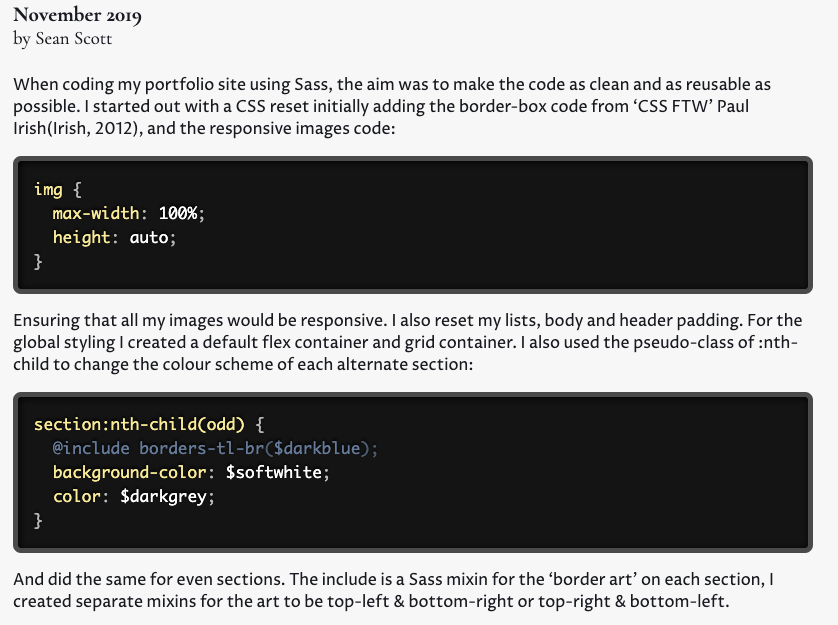 November 2019
by Sean Scott
When coding my portfolio site using Sass, the aim was to make the code as clean and as reusable as
possible. I started out with a CSS reset initially adding the border-box code from ‘CSS FTW’ Paul
Irish(Irish, 2012), and the responsive images code:
img {
  max-width: 100%;
  height: auto;
}
Ensuring that all my images would be responsive. I also reset my lists, body and header padding. For the
global styling I created a default flex container and grid container. I also used the pseudo-class of :nth-
child to change the colour scheme of each alternate section:
section:nth-child(odd) {
  @include borders-tl-br($darkblue);
  background-color: $softwhite;
  color: $darkgrey;
}
And did the same for even sections. The include is a Sass mixin for the ‘border art’ on each section, I
created separate mixins for the art to be top-left & bottom-right or top-right & bottom-left.